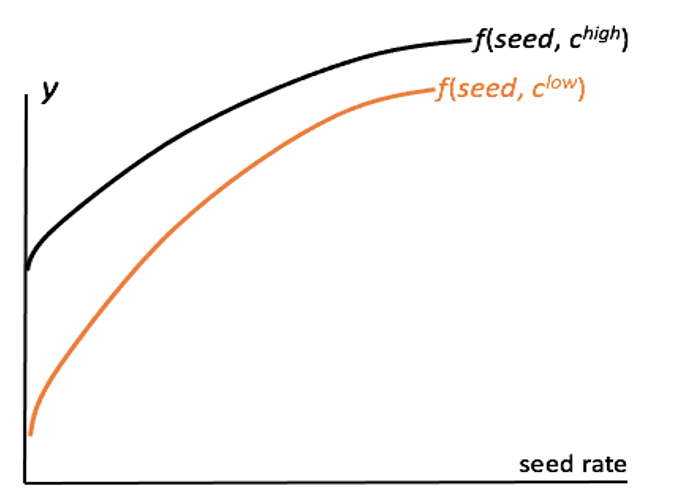 f(seed, c^high)
y
f(seed, c^low)
seed rate